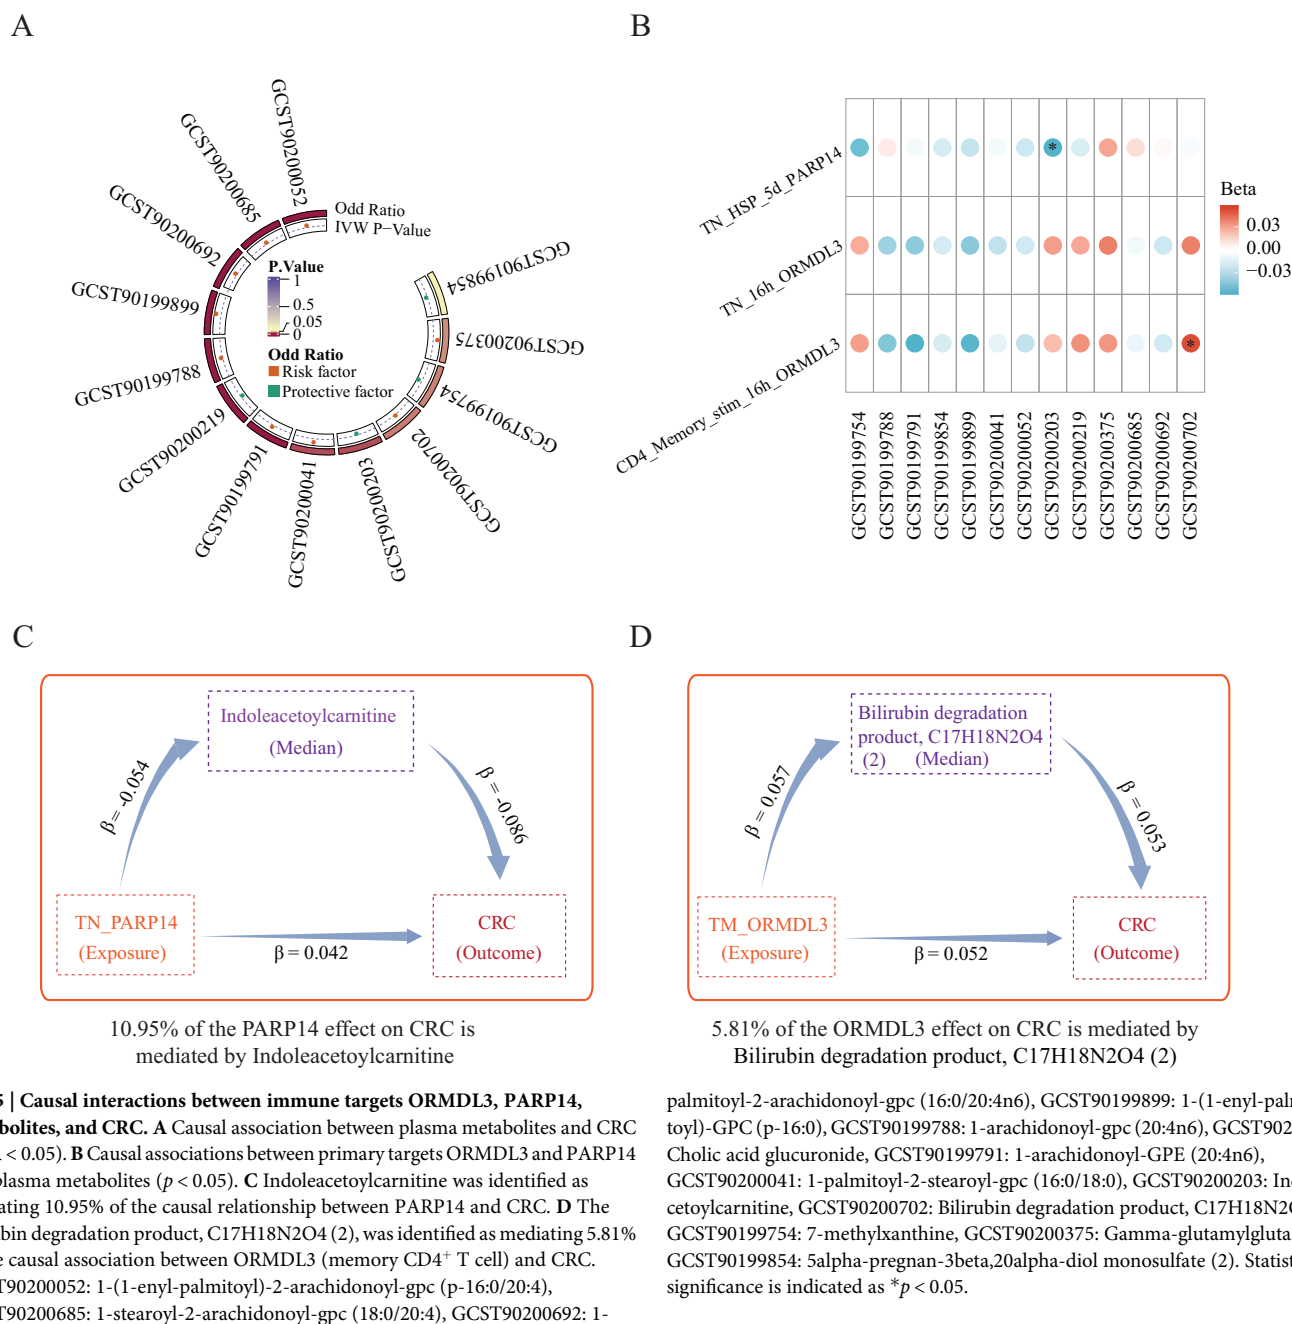 A
GCST90200052
GCST90200685
GCST90200692
GCST90199899
GCST90199788
GCST90200219
GCST90199791
GCST90200041
GCST90200203
GCST90200702
GCST90199754
GCST90200375
GCST90199854
Odd Ratio
IVW P-Value
P.Value
1
0.5
0.05
0
Odd Ratio
Risk factor
Protective factor
B
TN_HSP_5d_PARP14
TN_16h_ORMDL3
CD4_Memory_stim_16h_ORMDL3
*
*
GCST90199754
GCST90199788
GCST90199791
GCST90199854
GCST90199899
GCST90200041
GCST90200052
GCST90200203
GCST90200219
GCST90200375
GCST90200685
GCST90200692
GCST90200702
Beta
0.03
0.00
−0.03
C
Indoleacetoylcarnitine
(Median)
β = -0.054
β = -0.086
TN_PARP14
(Exposure)
β = 0.042
CRC
(Outcome)
10.95% of the PARP14 effect on CRC is
mediated by Indoleacetoylcarnitine
D
Bilirubin degradation
product, C17H18N2O4
(2) (Median)
β = 0.057
β = 0.053
TM_ORMDL3
(Exposure)
β = 0.052
CRC
(Outcome)
5.81% of the ORMDL3 effect on CRC is mediated by
Bilirubin degradation product, C17H18N2O4 (2)
5 | Causal interactions between immune targets ORMDL3, PARP14,
bolites, and CRC. A Causal association between plasma metabolites and CRC
< 0.05). B Causal associations between primary targets ORMDL3 and PARP14
plasma metabolites (p < 0.05). C Indoleacetoylcarnitine was identified as
ating 10.95% of the causal relationship between PARP14 and CRC. D The
ubin degradation product, C17H18N2O4 (2), was identified as mediating 5.81%
e causal association between ORMDL3 (memory CD4⁺ T cell) and CRC.
T90200052: 1-(1-enyl-palmitoyl)-2-arachidonoyl-gpc (p-16:0/20:4),
T90200685: 1-stearoyl-2-arachidonoyl-gpc (18:0/20:4), GCST90200692: 1-
palmitoyl-2-arachidonoyl-gpc (16:0/20:4n6), GCST90199899: 1-(1-enyl-palm
toyl)-GPC (p-16:0), GCST90199788: 1-arachidonoyl-gpc (20:4n6), GCST902
Cholic acid glucuronide, GCST90199791: 1-arachidonoyl-GPE (20:4n6),
GCST90200041: 1-palmitoyl-2-stearoyl-gpc (16:0/18:0), GCST90200203: Ind
cetoylcarnitine, GCST90200702: Bilirubin degradation product, C17H18N2O
GCST90199754: 7-methylxanthine, GCST90200375: Gamma-glutamylgluta
GCST90199854: 5alpha-pregnan-3beta,20alpha-diol monosulfate (2). Statist
significance is indicated as *p < 0.05.